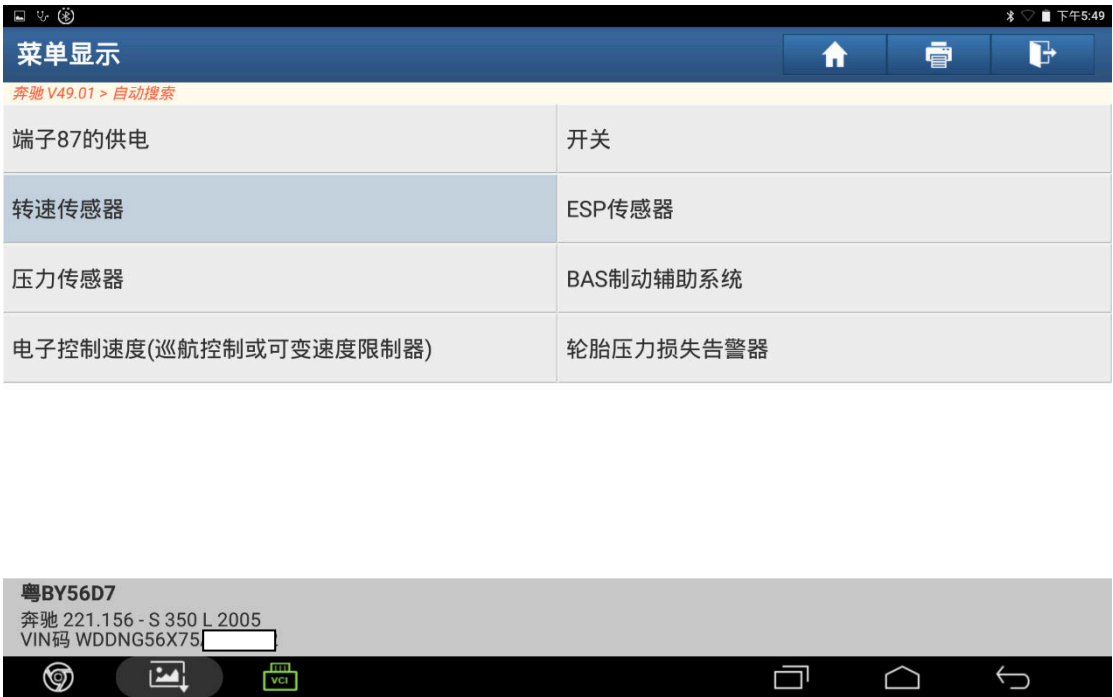 下午5:49
菜单显示
奔驰 V49.01 > 自动搜索
端子87的供电
开关
转速传感器
ESP传感器
压力传感器
BAS制动辅助系统
电子控制速度(巡航控制或可变速度限制器)
轮胎压力损失告警器
粤BY56D7
奔驰 221.156 - S 350 L 2005
VIN码 WDDNG56X75
VCI